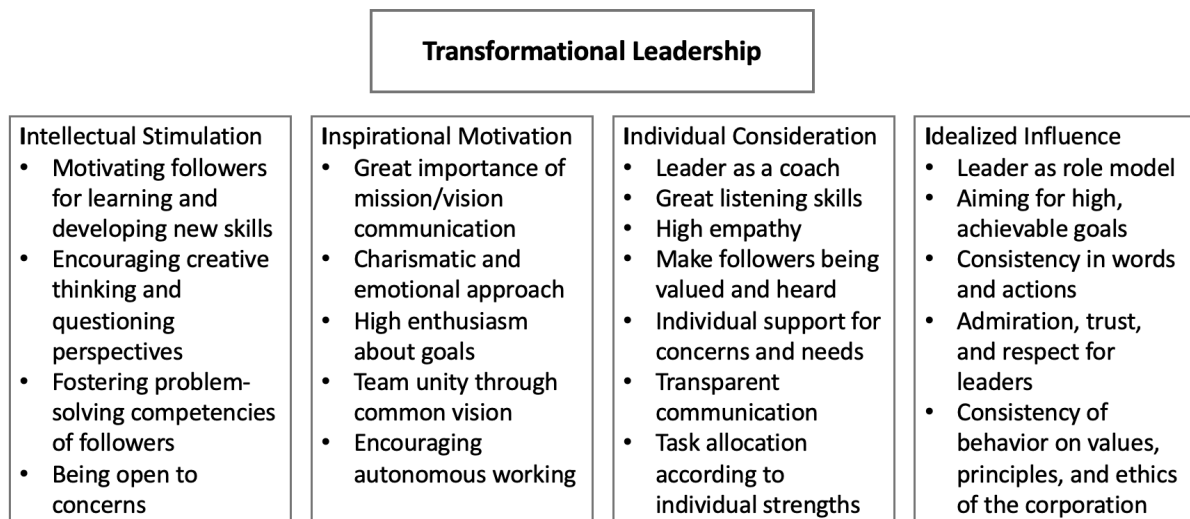 Transformational Leadership
Intellectual Stimulation
• Motivating followers
for learning and
developing new skills
• Encouraging creative
thinking and
questioning
perspectives
• Fostering problem-
solving competencies
of followers
• Being open to
concerns
Inspirational Motivation
• Great importance of
mission/vision
communication
• Charismatic and
emotional approach
• High enthusiasm
about goals
• Team unity through
common vision
• Encouraging
autonomous working
Individual Consideration
• Leader as a coach
• Great listening skills
• High empathy
• Make followers being
valued and heard
• Individual support for
concerns and needs
• Transparent
communication
• Task allocation
according to
individual strengths
Idealized Influence
• Leader as role model
• Aiming for high,
achievable goals
• Consistency in words
and actions
• Admiration, trust,
and respect for
leaders
• Consistency of
behavior on values,
principles, and ethics
of the corporation